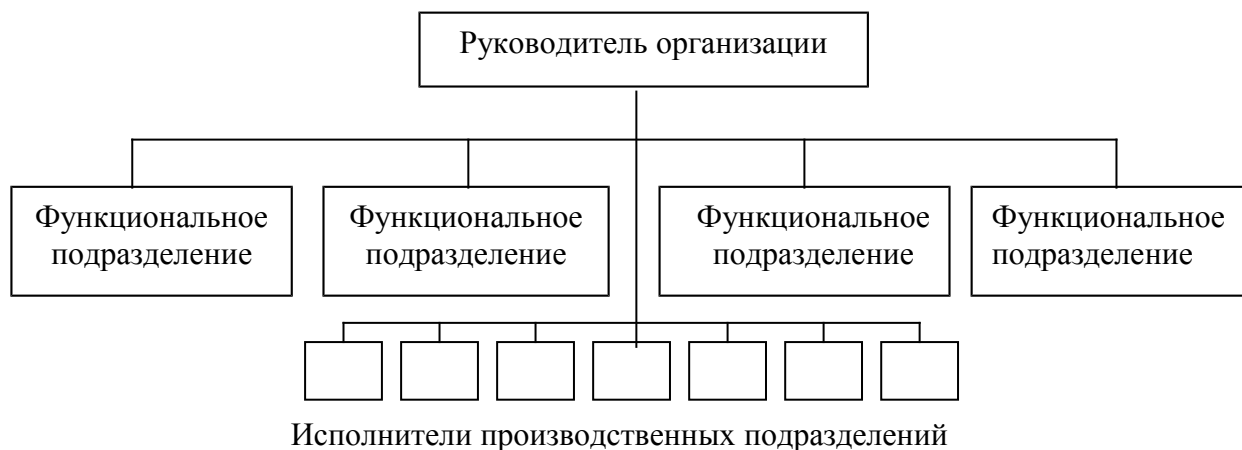 Руководитель организации
Функциональное
подразделение
Функциональное
подразделение
Функциональное
подразделение
Функциональное
подразделение
Исполнители производственных подразделений